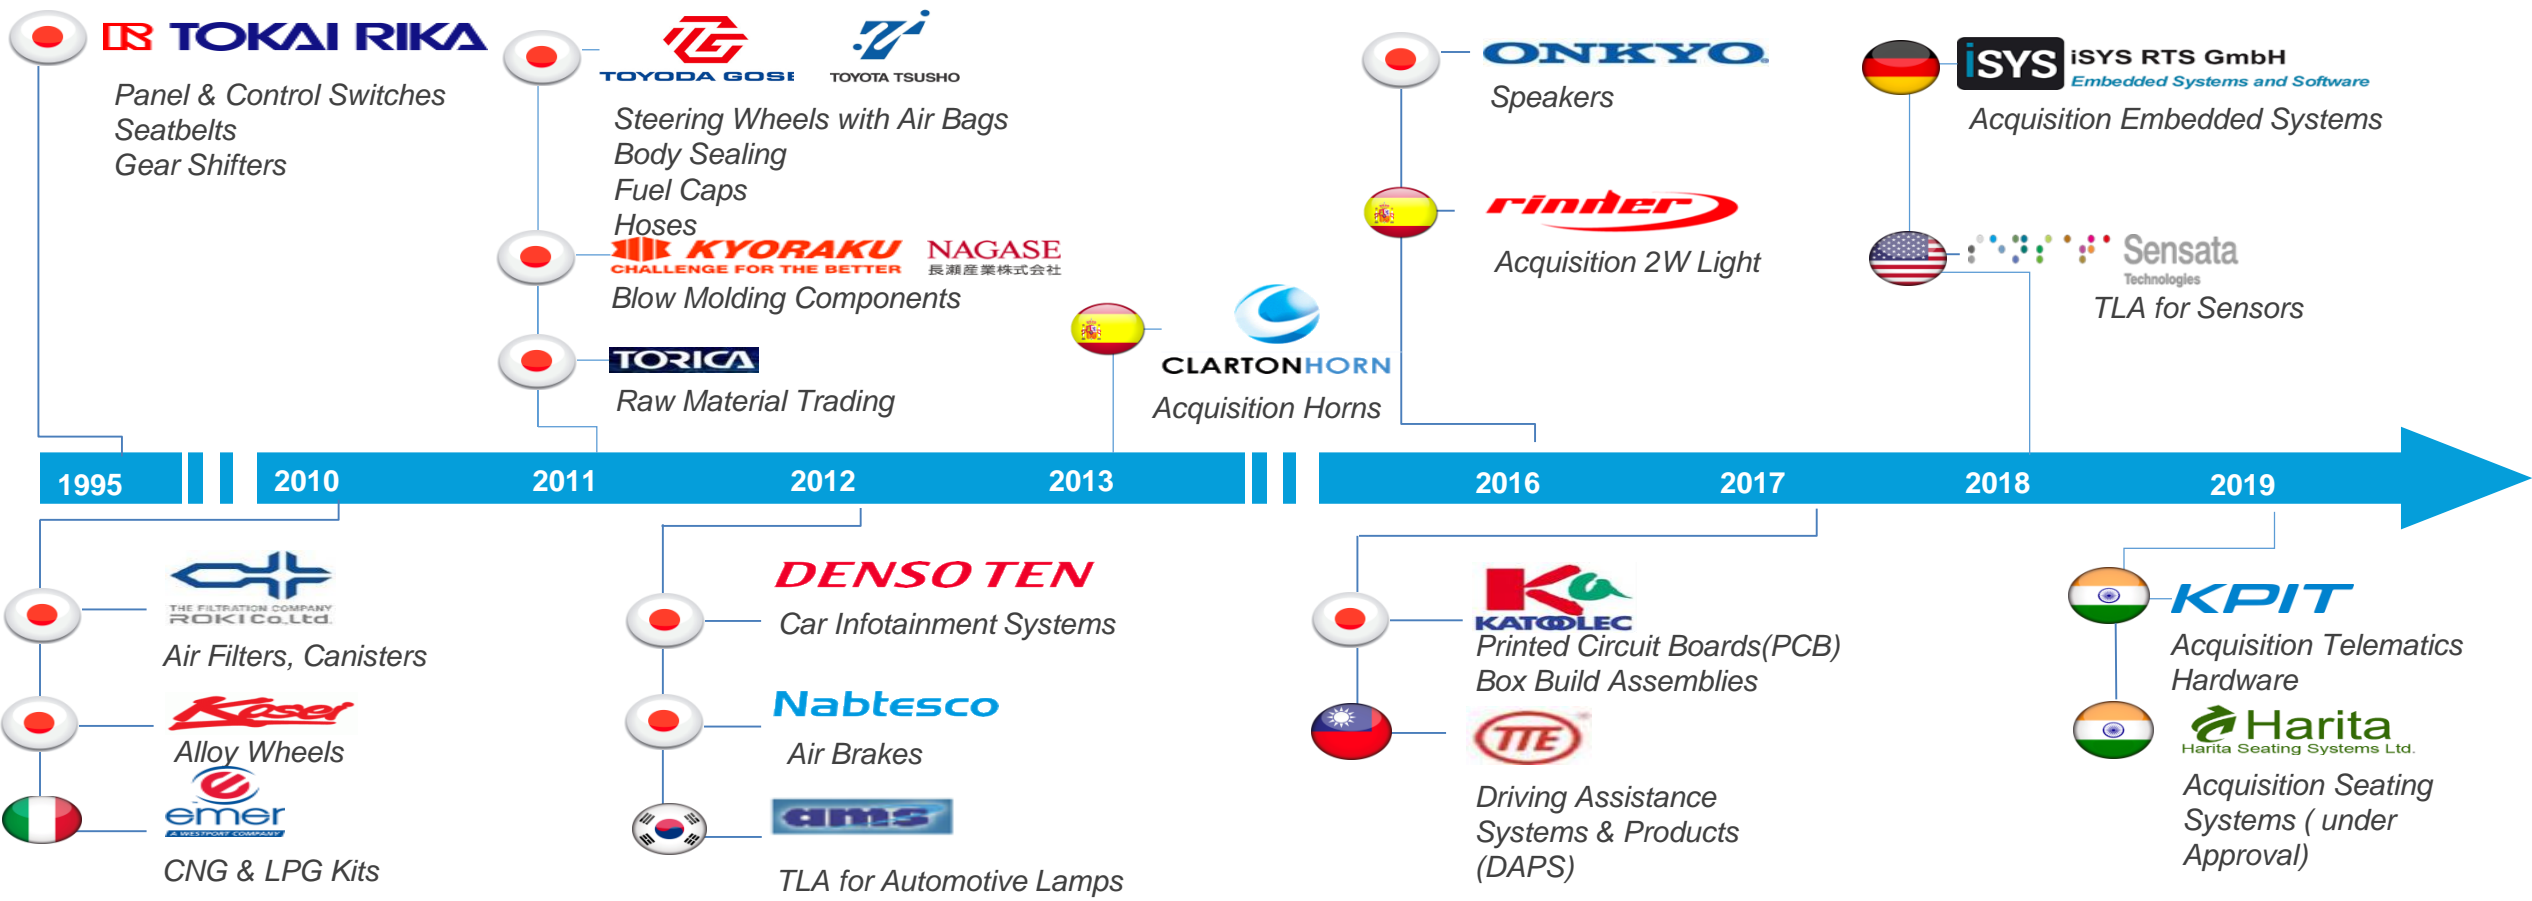 TOKAI RIKA
Panel & Control Switches
Seatbelts
Gear Shifters
TOYODA GOSE
TOYOTA TSUSHO
Steering Wheels with Air Bags
Body Sealing
Fuel Caps
Hoses
KYORAKU
CHALLENGE FOR THE BETTER
NAGASE
長瀬産業株式会社
Blow Molding Components
TORICA
Raw Material Trading
CLARTONHORN
Acquisition Horns
ONKYO
Speakers
rinder
Acquisition 2W Light
iSYS
iSYS RTS GmbH
Embedded Systems and Software
Acquisition Embedded Systems
Sensata
Technologies
TLA for Sensors
1995
2010
2011
2012
2013
2016
2017
2018
2019
THE FILTRATION COMPANY
ROKI Co.,Ltd.
Air Filters, Canisters
Kosei
Alloy Wheels
emer
A WESTPORT COMPANY
CNG & LPG Kits
DENSO TEN
Car Infotainment Systems
Nabtesco
Air Brakes
ams
TLA for Automotive Lamps
KATOOLEC
Printed Circuit Boards(PCB)
Box Build Assemblies
TTE
Driving Assistance
Systems & Products
(DAPS)
KPIT
Acquisition Telematics
Hardware
Harita
Harita Seating Systems Ltd.
Acquisition Seating
Systems ( under
Approval)